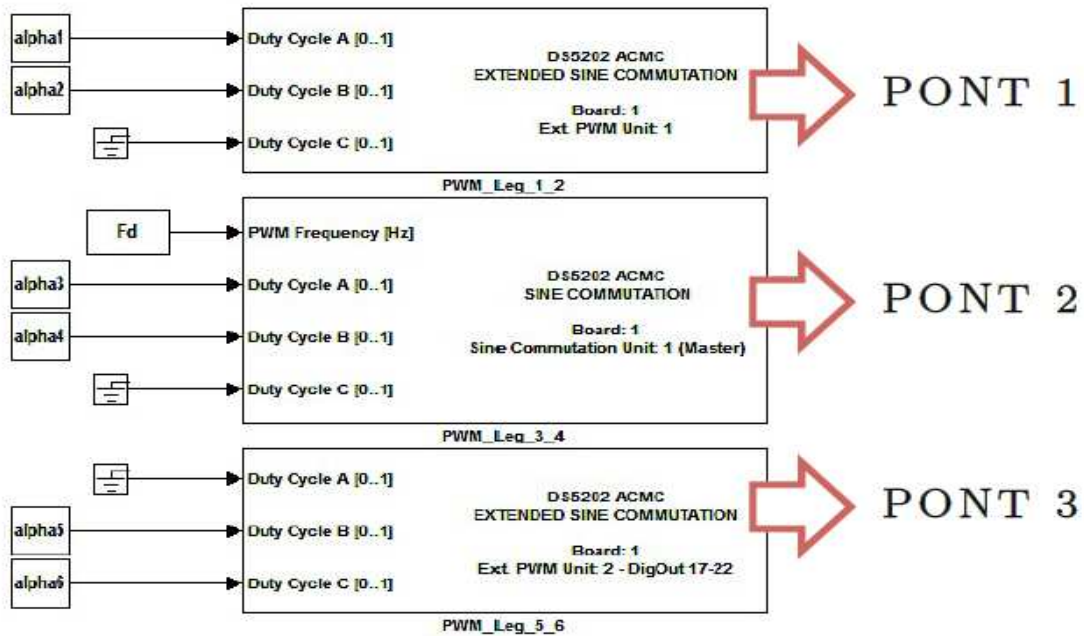 alpha1
Duty Cycle A [0..1]
alpha2
Duty Cycle B [0..1]
Duty Cycle C [0..1]
DS5202 ACMC
EXTENDED SINE COMMUTATION
Board: 1
Ext. PWM Unit: 1
PONT 1
PWM_Leg_1_2
Fd
PWM Frequency [Hz]
alpha3
Duty Cycle A [0..1]
alpha4
Duty Cycle B [0..1]
Duty Cycle C [0..1]
DS5202 ACMC
SINE COMMUTATION
Board: 1
Sine Commutation Unit: 1 (Master)
PONT 2
PWM_Leg_3_4
Duty Cycle A [0..1]
alpha5
Duty Cycle B [0..1]
alpha6
Duty Cycle C [0..1]
DS5202 ACMC
EXTENDED SINE COMMUTATION
Board: 1
Ext. PWM Unit: 2 - DigOut 17-22
PONT 3
PWM_Leg_5_6